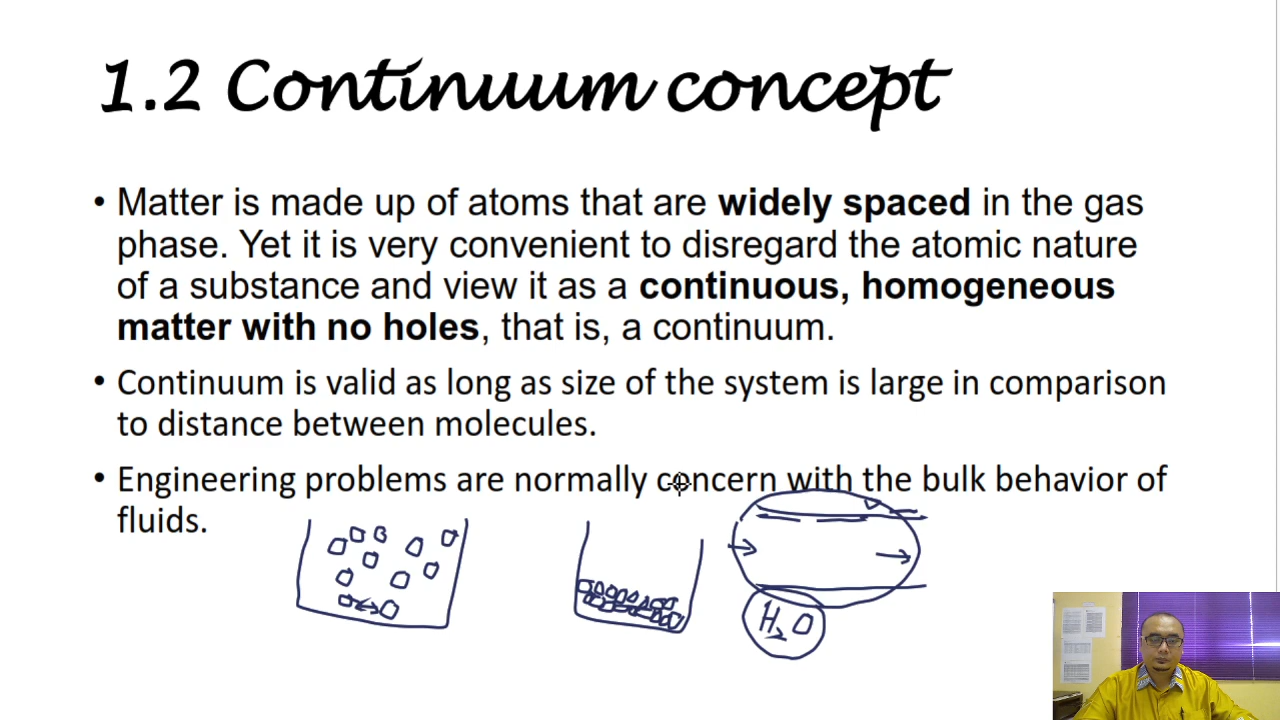 1.2 Continuum concept
• Matter is made up of atoms that are widely spaced in the gas
phase. Yet it is very convenient to disregard the atomic nature
of a substance and view it as a continuous, homogeneous
matter with no holes, that is, a continuum.
• Continuum is valid as long as size of the system is large in comparison
to distance between molecules.
• Engineering problems are normally concern with the bulk behavior of
fluids.
H₂O